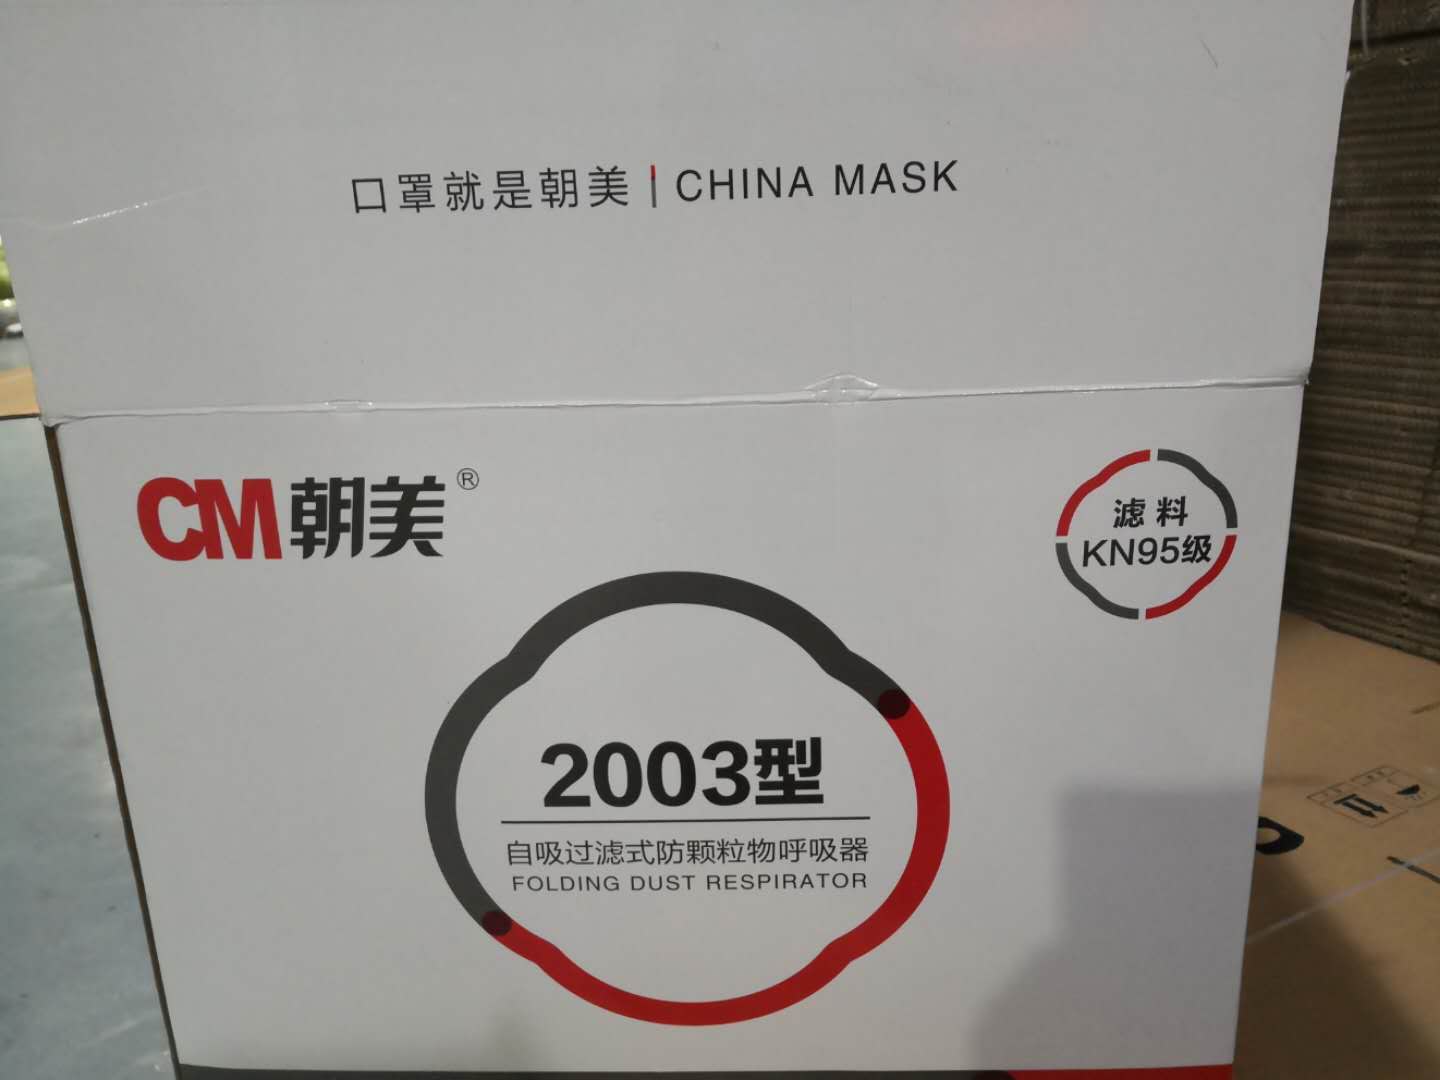 口罩就是朝美 | CHINA MASK
CM朝美®
滤料
KN95级
2003型
自吸过滤式防颗粒物呼吸器
FOLDING DUST RESPIRATOR